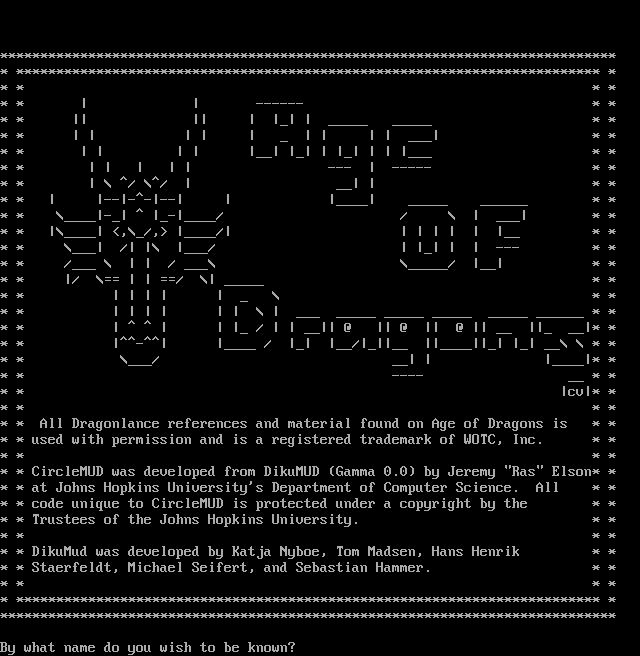 Age
OF
Dragons
cv
All Dragonlance references and material found on Age of Dragons is
used with permission and is a registered trademark of WOTC, Inc.
CircleMUD was developed from DikuMUD (Gamma 0.0) by Jeremy "Ras" Elson
at Johns Hopkins University's Department of Computer Science.  All
code unique to CircleMUD is protected under a copyright by the
Trustees of the Johns Hopkins University.
DikuMud was developed by Katja Nyboe, Tom Madsen, Hans Henrik
Staerfeldt, Michael Seifert, and Sebastian Hammer.
By what name do you wish to be known?